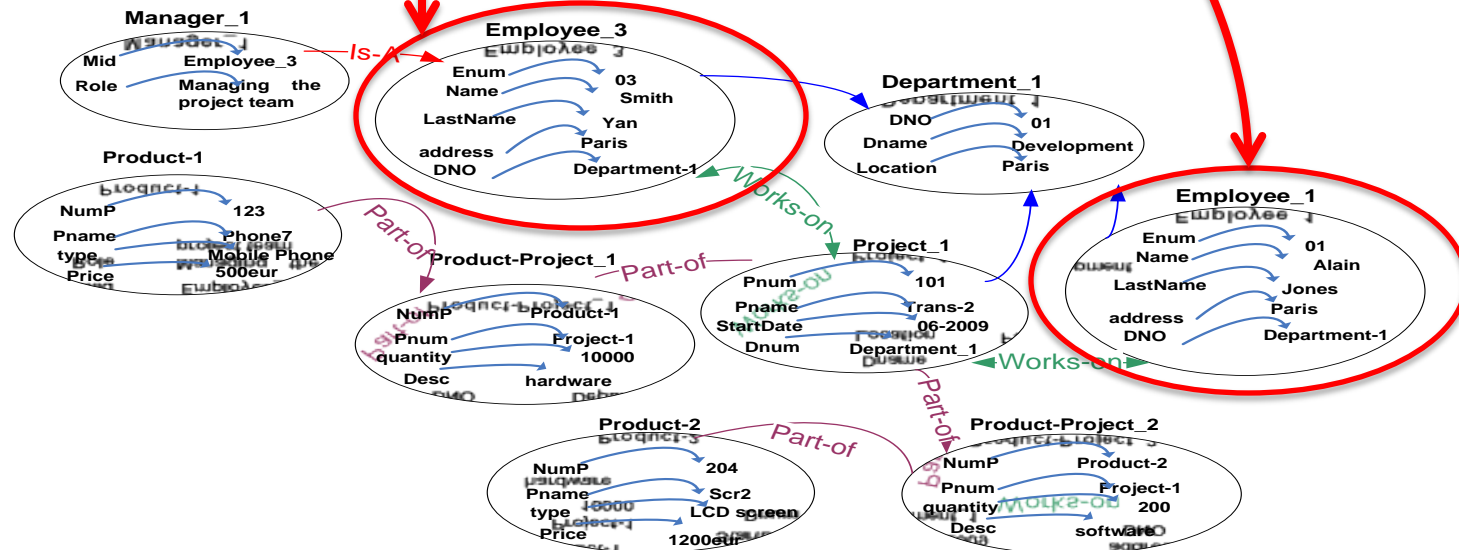 Manager_1
Mid Employee_3
Role Managing the
project team
Is-A
Employee_3
Enum 03
Name Smith
LastName Yan
address Paris
DNO Department-1
Department_1
DNO 01
Dname Development
Location Paris
Product-1
NumP 123
Pname Phone7
type Mobile Phone
Price 500eur
Part-of
Works-on
Employee_1
Enum 01
Name Alain
LastName Jones
address Paris
DNO Department-1
Product-Project_1
NumP Product-1
Pnum Project-1
quantity 10000
Desc hardware
Part-of
Project_1
Pnum 101
Pname Trans-2
StartDate 06-2009
Dnum Department_1
Works-on
Part-of
Product-2
NumP 204
Pname Scr2
type LCD screen
Price 1200eur
Part-of
Product-Project_2
NumP Product-2
Pnum Project-1
quantity 200
Desc software